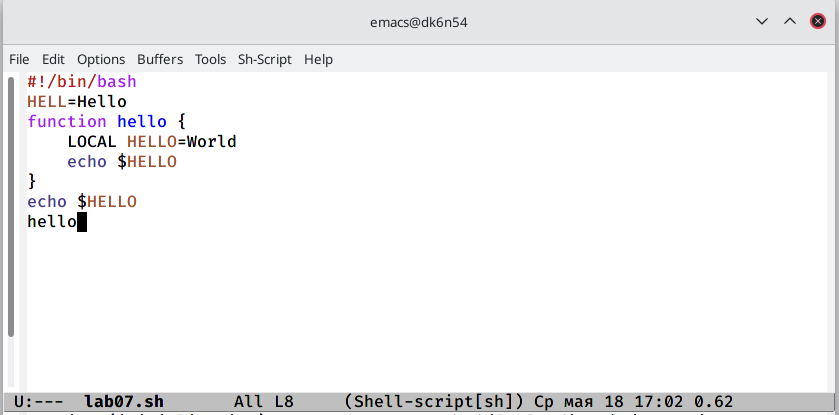 emacs@dk6n54
File Edit Options Buffers Tools Sh-Script Help
#!/bin/bash
HELL=Hello
function hello {
    LOCAL HELLO=World
    echo $HELLO
}
echo $HELLO
hello
U:--- lab07.sh All L8 (Shell-script[sh]) Ср мая 18 17:02 0.62